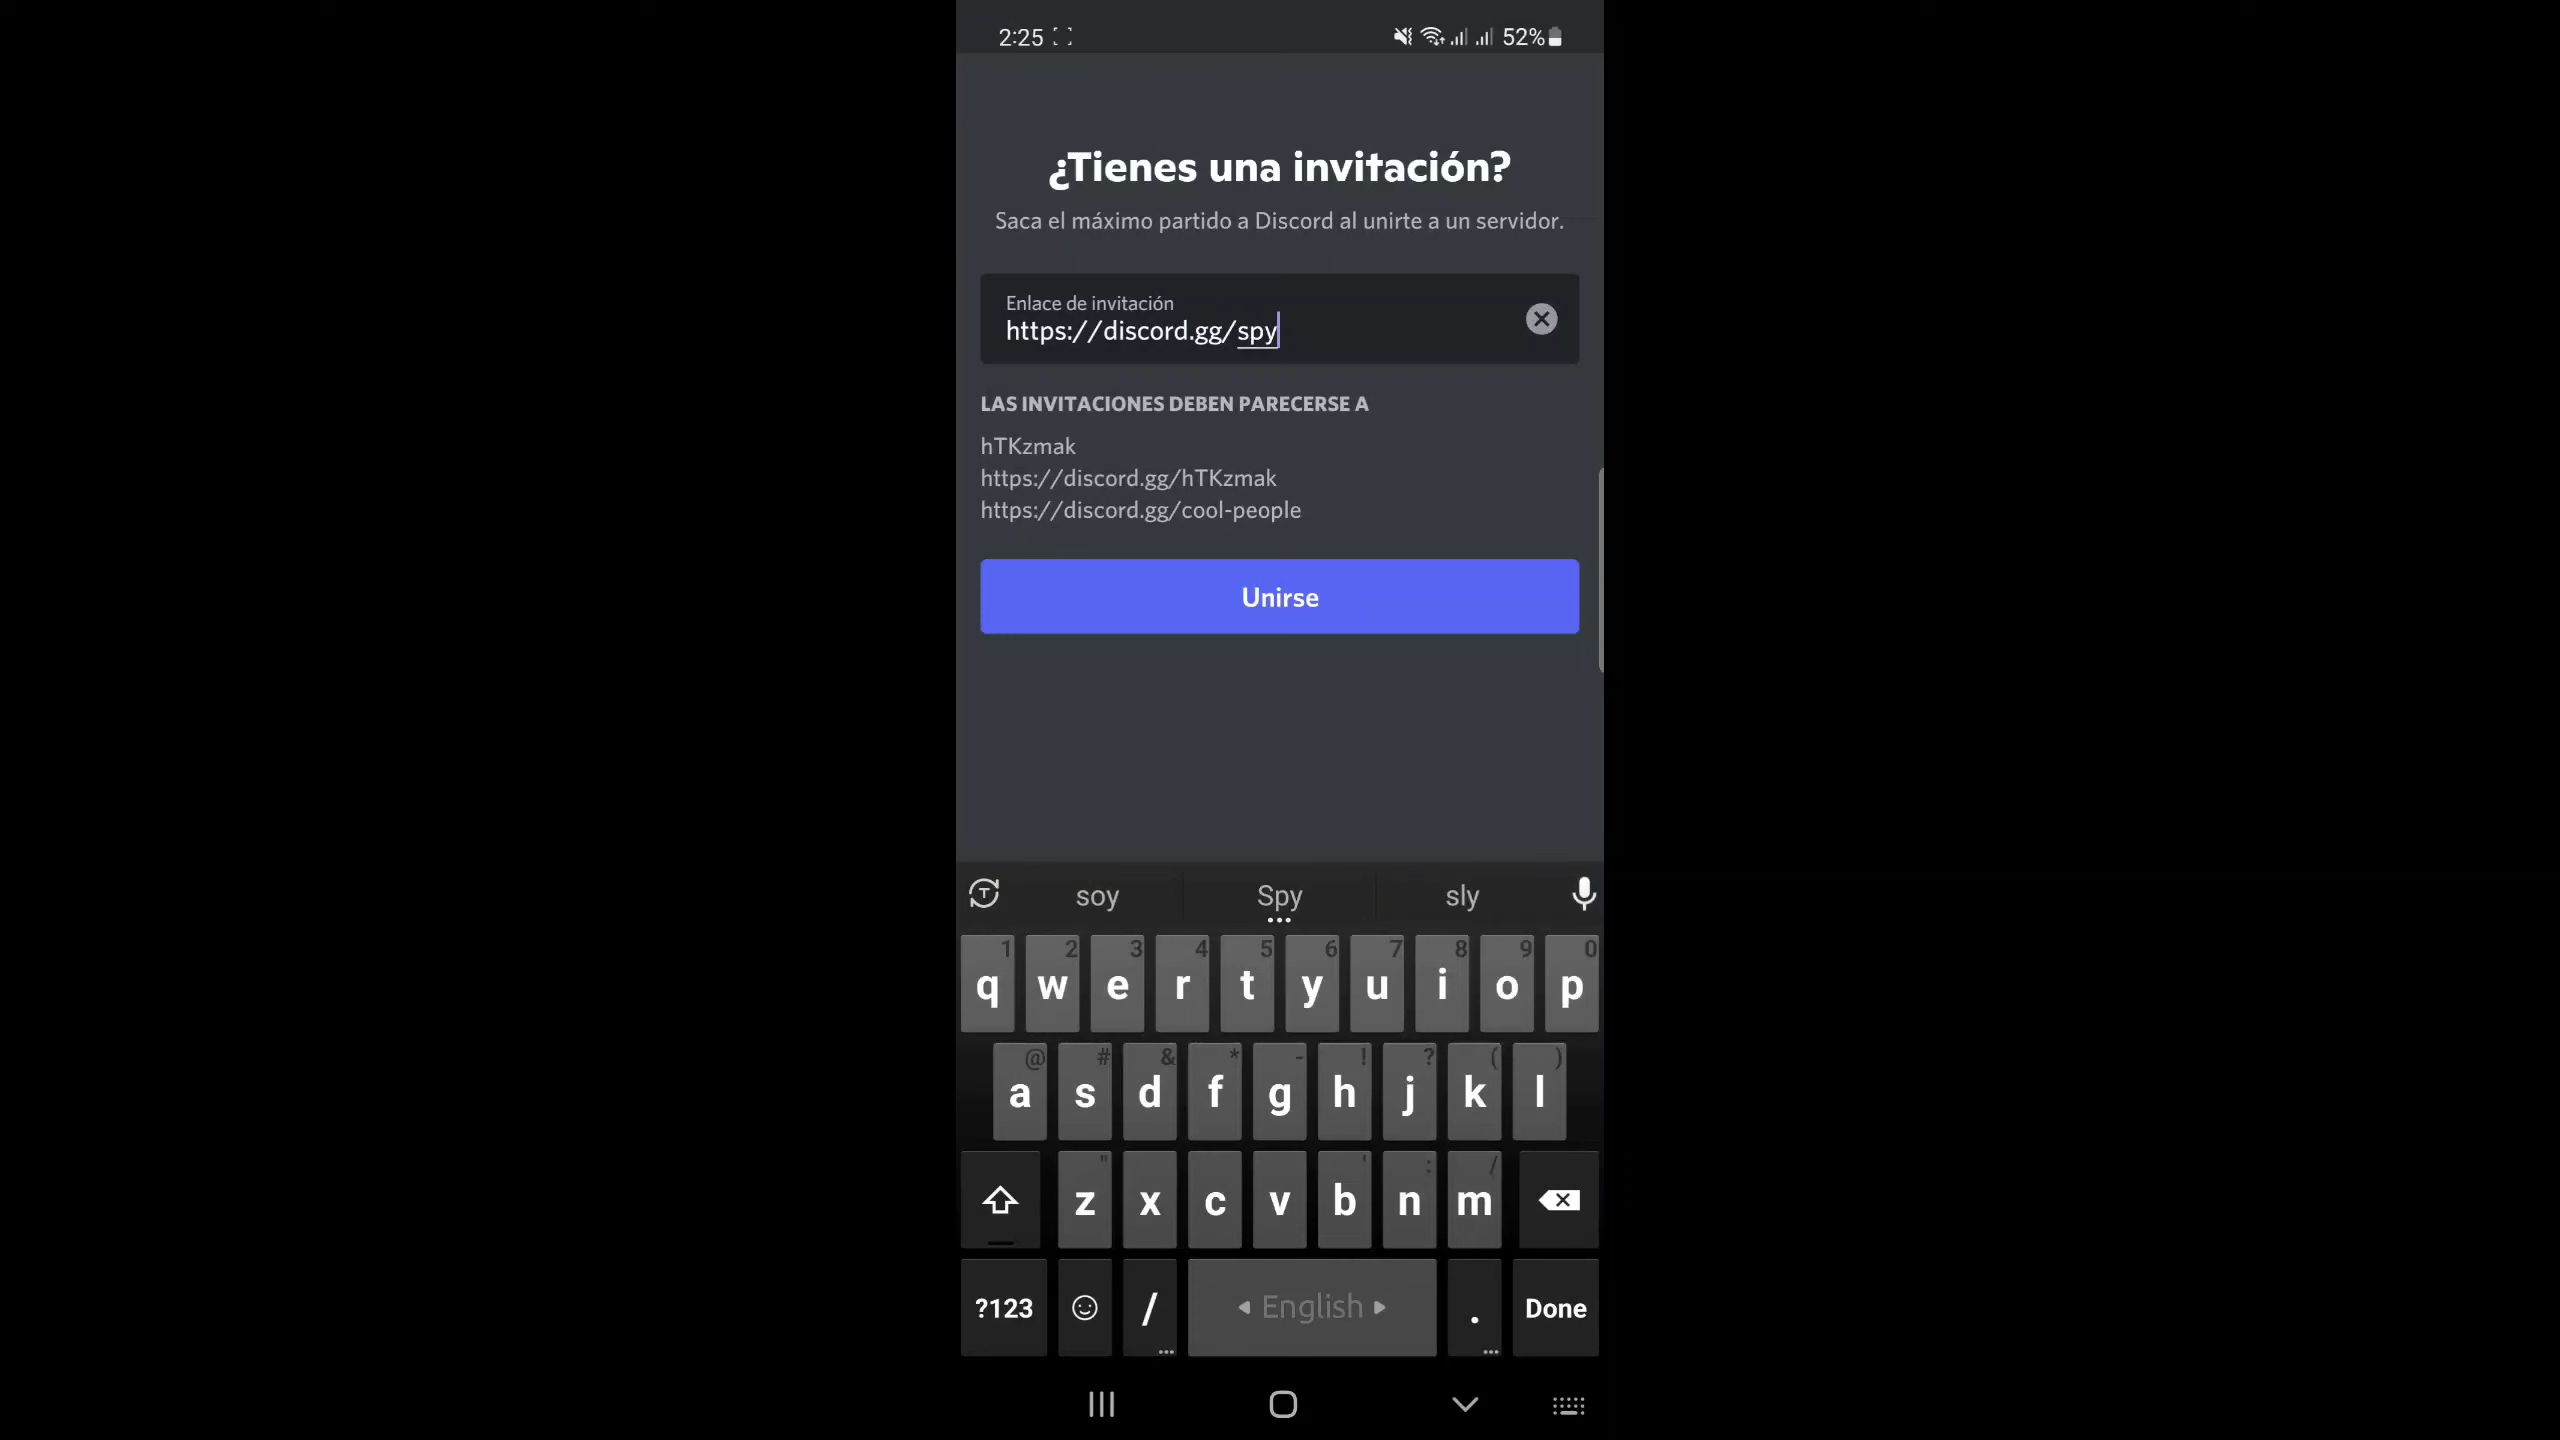 2:25 52%
¿Tienes una invitación?
Saca el máximo partido a Discord al unirte a un servidor.
Enlace de invitación
https://discord.gg/spy
LAS INVITACIONES DEBEN PARECERSE A
hTKzmak
https://discord.gg/hTKzmak
https://discord.gg/cool-people
Unirse
soy Spy sly
1 2 3 4 5 6 7 8 9 0
q w e r t y u i o p
@ # & * - ! ? ( )
a s d f g h j k l
" ' : /
z x c v b n m
?123 / English . Done